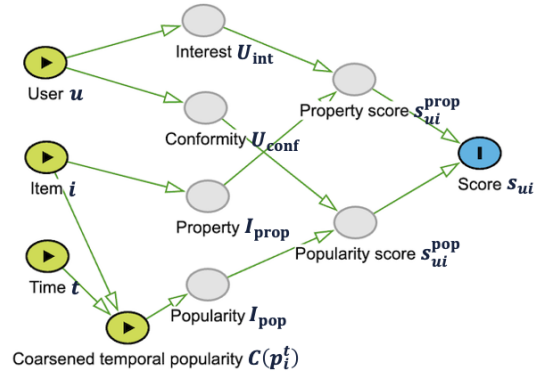 Interest U_int
User u
Property score s_ui^prop
Conformity U_conf
Item i
Score s_ui
Property I_prop
Popularity score s_ui^pop
Time t
Popularity I_pop
Coarsened temporal popularity C(p_i^t)